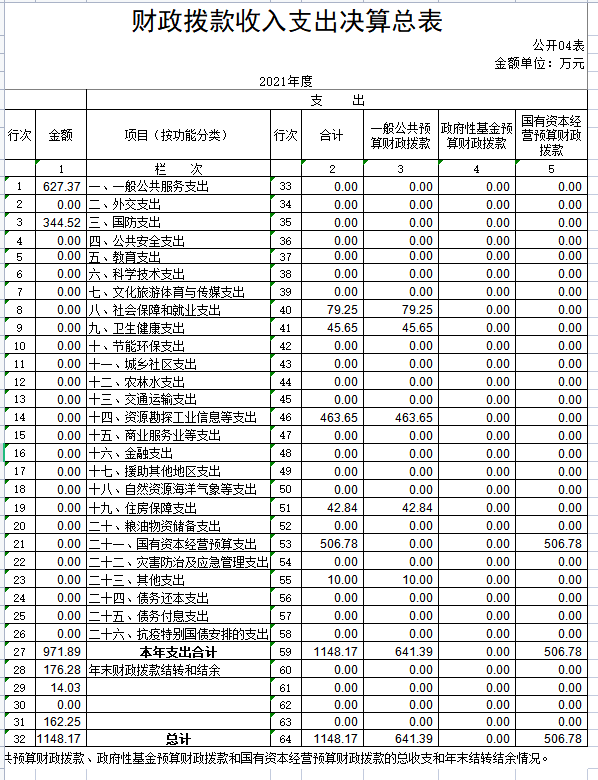 财政拨款收入支出决算总表
公开04表
金额单位：万元
2021年度
支 出
行次 金额 项目（按功能分类） 行次 合计 一般公共预算财政拨款 政府性基金预算财政拨款 国有资本经营预算财政拨款
1 栏 次 2 3 4 5
1 627.37 一、一般公共服务支出 33 0.00 0.00 0.00 0.00
2 0.00 二、外交支出 34 0.00 0.00 0.00 0.00
3 344.52 三、国防支出 35 0.00 0.00 0.00 0.00
4 0.00 四、公共安全支出 36 0.00 0.00 0.00 0.00
5 0.00 五、教育支出 37 0.00 0.00 0.00 0.00
6 0.00 六、科学技术支出 38 0.00 0.00 0.00 0.00
7 0.00 七、文化旅游体育与传媒支出 39 0.00 0.00 0.00 0.00
8 0.00 八、社会保障和就业支出 40 79.25 79.25 0.00 0.00
9 0.00 九、卫生健康支出 41 45.65 45.65 0.00 0.00
10 0.00 十、节能环保支出 42 0.00 0.00 0.00 0.00
11 0.00 十一、城乡社区支出 43 0.00 0.00 0.00 0.00
12 0.00 十二、农林水支出 44 0.00 0.00 0.00 0.00
13 0.00 十三、交通运输支出 45 0.00 0.00 0.00 0.00
14 0.00 十四、资源勘探工业信息等支出 46 463.65 463.65 0.00 0.00
15 0.00 十五、商业服务业等支出 47 0.00 0.00 0.00 0.00
16 0.00 十六、金融支出 48 0.00 0.00 0.00 0.00
17 0.00 十七、援助其他地区支出 49 0.00 0.00 0.00 0.00
18 0.00 十八、自然资源海洋气象等支出 50 0.00 0.00 0.00 0.00
19 0.00 十九、住房保障支出 51 42.84 42.84 0.00 0.00
20 0.00 二十、粮油物资储备支出 52 0.00 0.00 0.00 0.00
21 0.00 二十一、国有资本经营预算支出 53 506.78 0.00 0.00 506.78
22 0.00 二十二、灾害防治及应急管理支出 54 0.00 0.00 0.00 0.00
23 0.00 二十三、其他支出 55 10.00 10.00 0.00 0.00
24 0.00 二十四、债务还本支出 56 0.00 0.00 0.00 0.00
25 0.00 二十五、债务付息支出 57 0.00 0.00 0.00 0.00
26 0.00 二十六、抗疫特别国债安排的支出 58 0.00 0.00 0.00 0.00
27 971.89 本年支出合计 59 1148.17 641.39 0.00 506.78
28 176.28 年末财政拨款结转和结余 60 0.00 0.00 0.00 0.00
29 14.03 61 0.00 0.00 0.00 0.00
30 0.00 62 0.00 0.00 0.00 0.00
31 162.25 63 0.00 0.00 0.00 0.00
32 1148.17 总计 64 1148.17 641.39 0.00 506.78
共预算财政拨款、政府性基金预算财政拨款和国有资本经营预算财政拨款的总收支和年末结转结余情况。